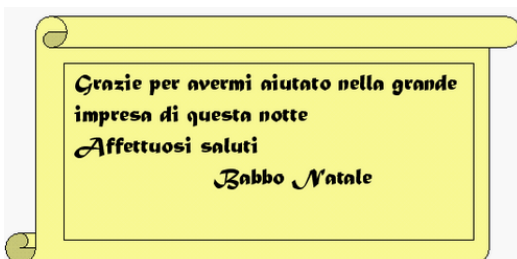 Grazie per avermi aiutato nella grande
impresa di questa notte
Affettuosi saluti
Babbo Natale